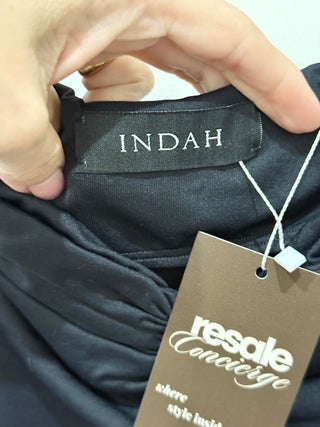 INDAH
resale
Concierge
where
style insid